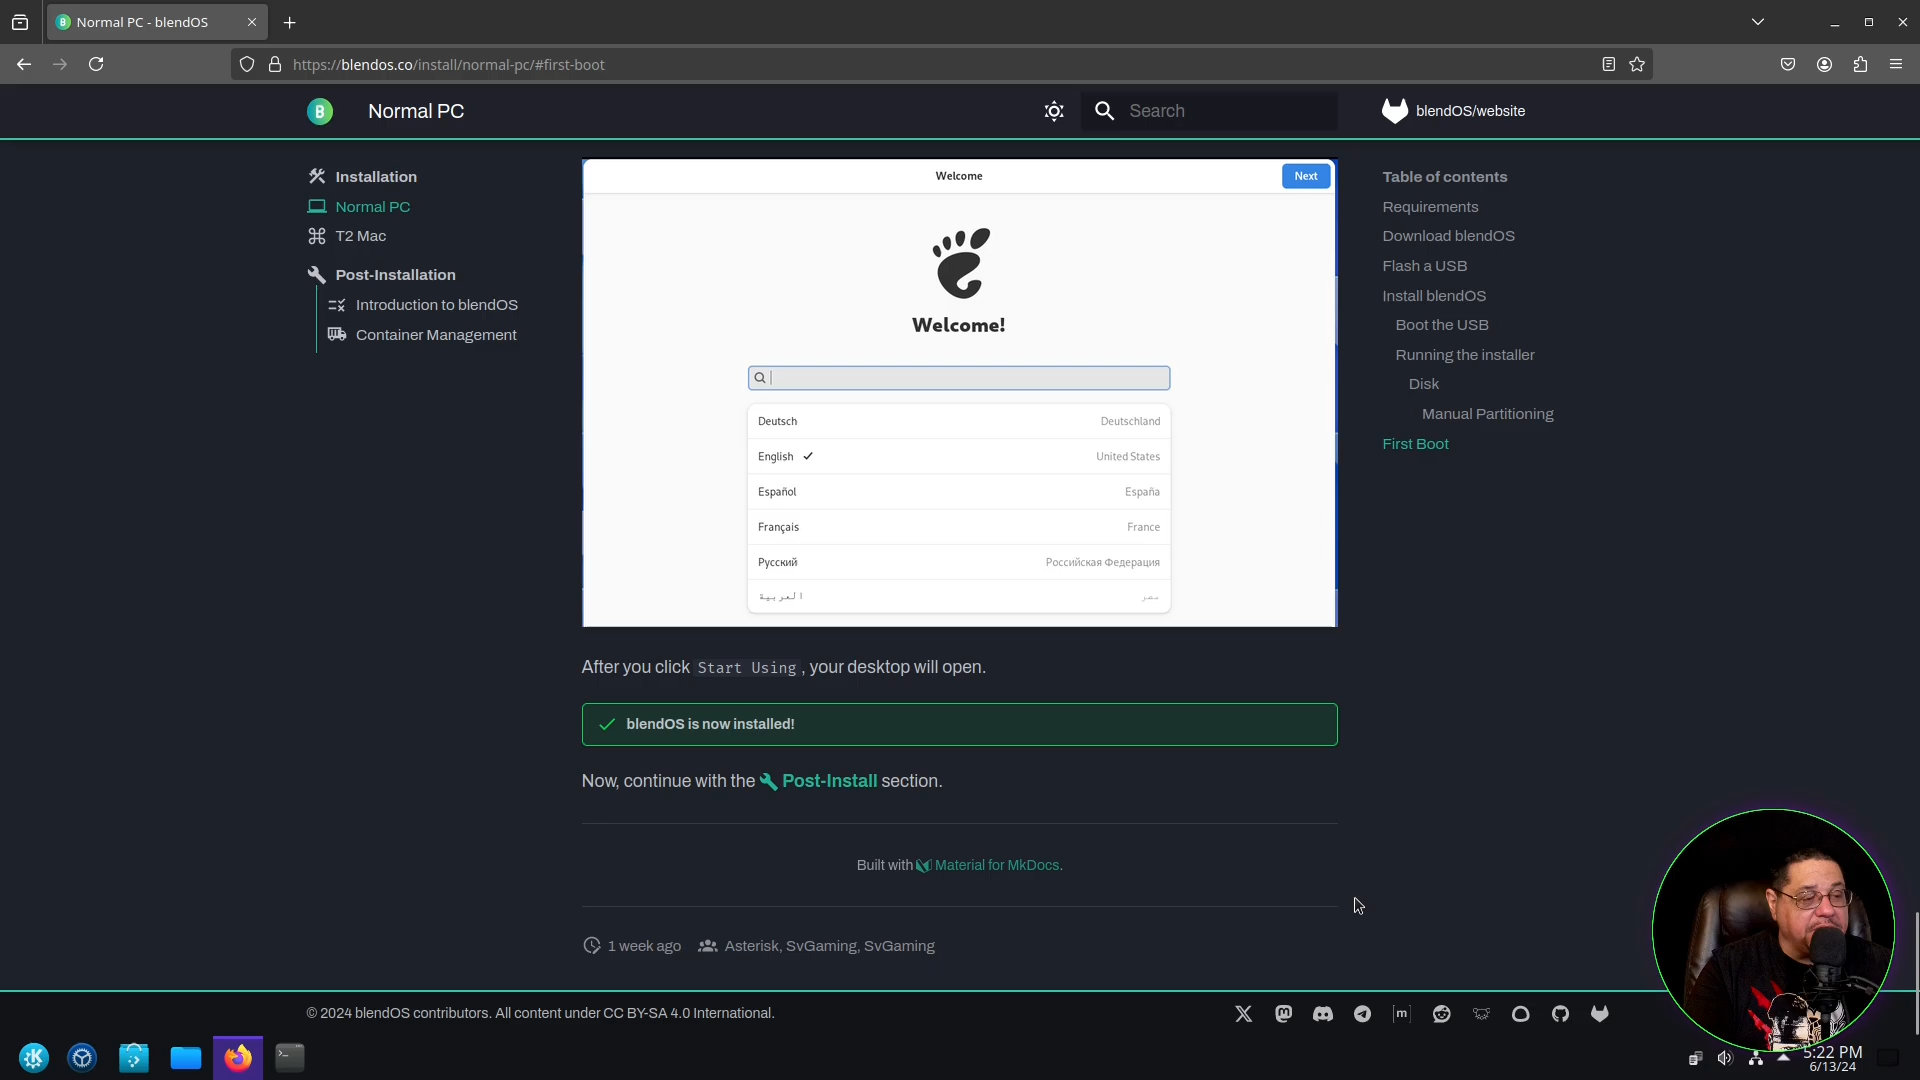 Normal PC - blendOS
https://blendos.co/install/normal-pc/#first-boot
B
Normal PC
Search
blendOS/website
Installation
Normal PC
T2 Mac
Post-Installation
Introduction to blendOS
Container Management
Welcome
Next
Welcome!
Deutsch Deutschland
English United States
Español España
Français France
Русский Российская Федерация
العربية مصر
After you click Start Using, your desktop will open.
blendOS is now installed!
Now, continue with the Post-Install section.
Built with Material for MkDocs.
1 week ago Asterisk, SvGaming, SvGaming
Table of contents
Requirements
Download blendOS
Flash a USB
Install blendOS
Boot the USB
Running the installer
Disk
Manual Partitioning
First Boot
© 2024 blendOS contributors. All content under CC BY-SA 4.0 International.
[m]
5:22 PM
6/13/24